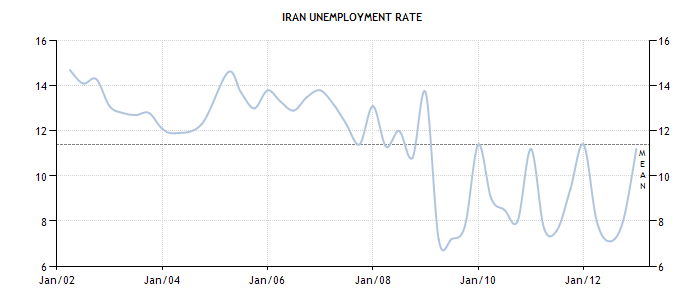 IRAN UNEMPLOYMENT RATE
16 16
14 14
12 12
MEAN
10 10
8 8
6 6
Jan/02 Jan/04 Jan/06 Jan/08 Jan/10 Jan/12